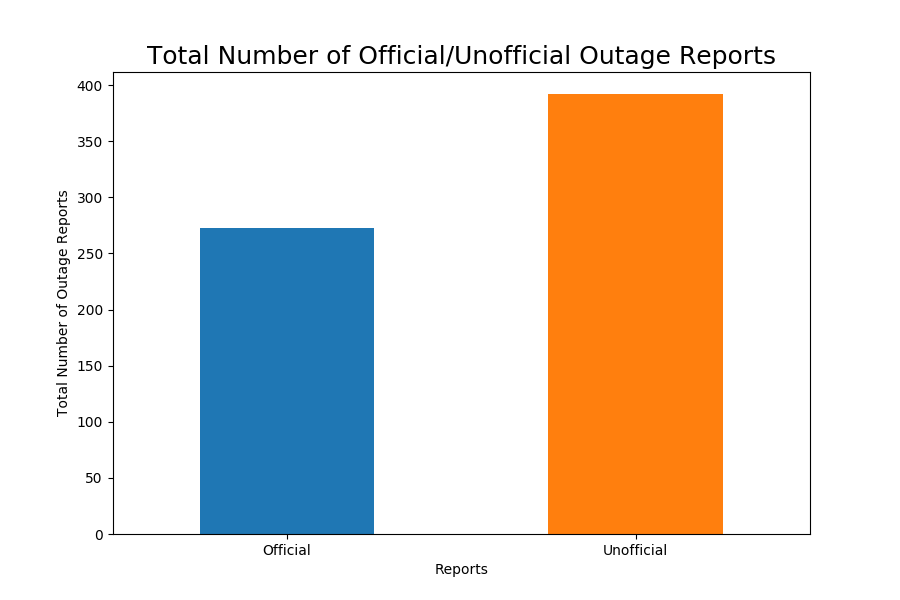 Total Number of Official/Unofficial Outage Reports
400
350
300
250
200
150
100
50
0
Total Number of Outage Reports
Official
Unofficial
Reports